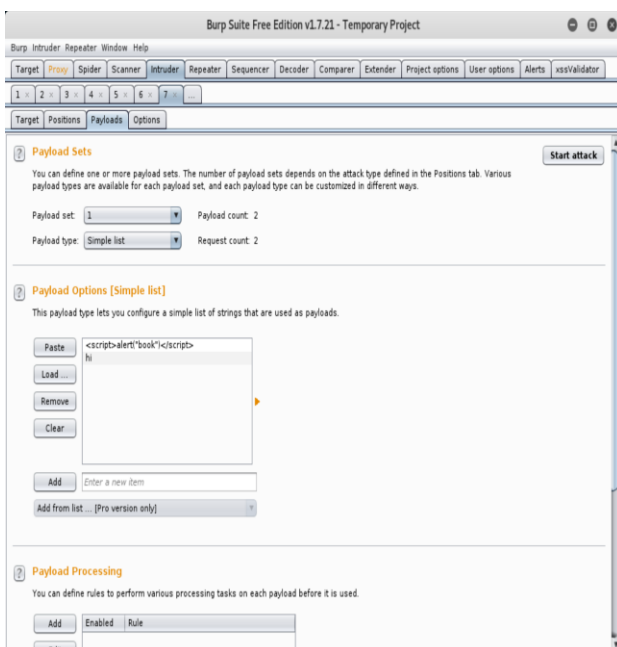 Burp Suite Free Edition v1.7.21 - Temporary Project
Burp Intruder Repeater Window Help
Target Proxy Spider Scanner Intruder Repeater Sequencer Decoder Comparer Extender Project options User options Alerts xssValidator
1 × 2 × 3 × 4 × 5 × 6 × 7 × ...
Target Positions Payloads Options
? Payload Sets
Start attack
You can define one or more payload sets. The number of payload sets depends on the attack type defined in the Positions tab. Various
payload types are available for each payload set, and each payload type can be customized in different ways.
Payload set: 1 Payload count: 2
Payload type: Simple list Request count: 2
? Payload Options [Simple list]
This payload type lets you configure a simple list of strings that are used as payloads.
Paste
<script>alert("book")</script>
hi
Load ...
Remove
Clear
Add Enter a new item
Add from list ... [Pro version only]
? Payload Processing
You can define rules to perform various processing tasks on each payload before it is used.
Add Enabled Rule